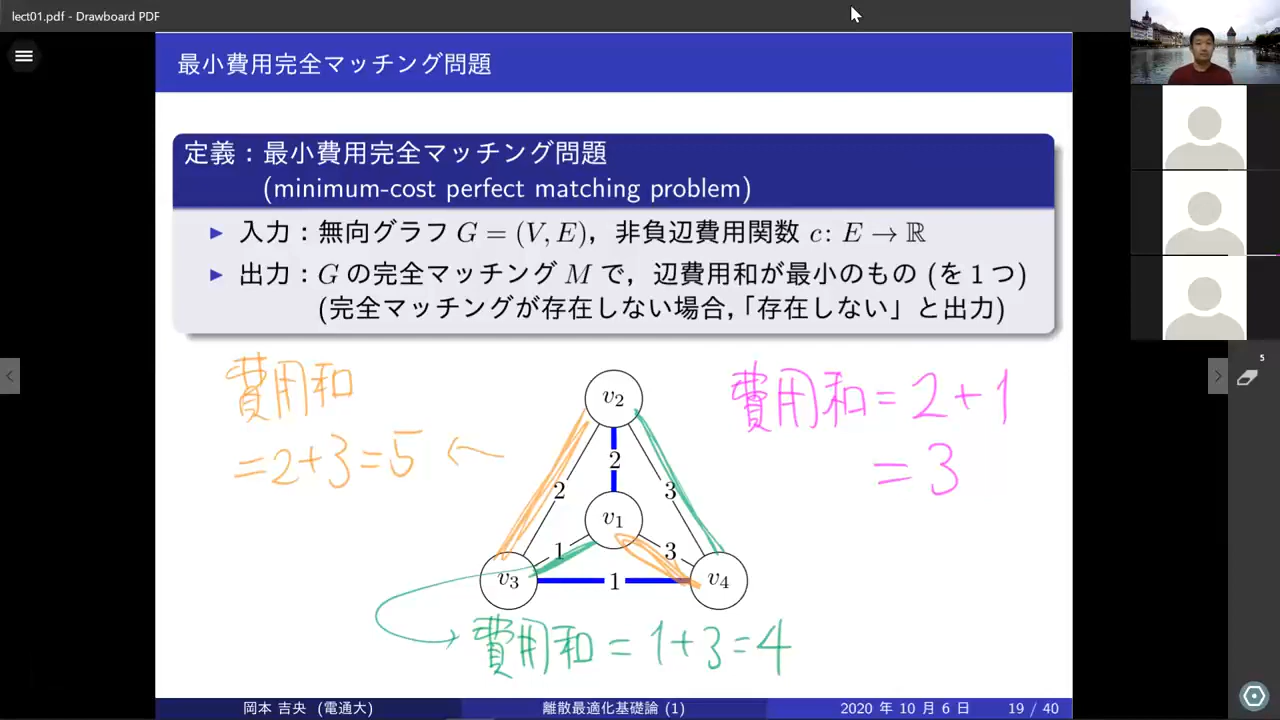 lect01.pdf - Drawboard PDF
最小費用完全マッチング問題
定義：最小費用完全マッチング問題
(minimum-cost perfect matching problem)
▶ 入力：無向グラフ G = (V, E)，非負辺費用関数 c: E → ℝ
▶ 出力：G の完全マッチング M で，辺費用和が最小のもの (を 1 つ)
(完全マッチングが存在しない場合，「存在しない」と出力)
費用和
=2+3=5 ←
費用和 = 2+1
= 3
v2
2
2
3
v1
1
3
v3
1
v4
費用和 = 1+3=4
5
岡本 吉央 (電通大)
離散最適化基礎論 (1)
2020 年 10 月 6 日
19 / 40